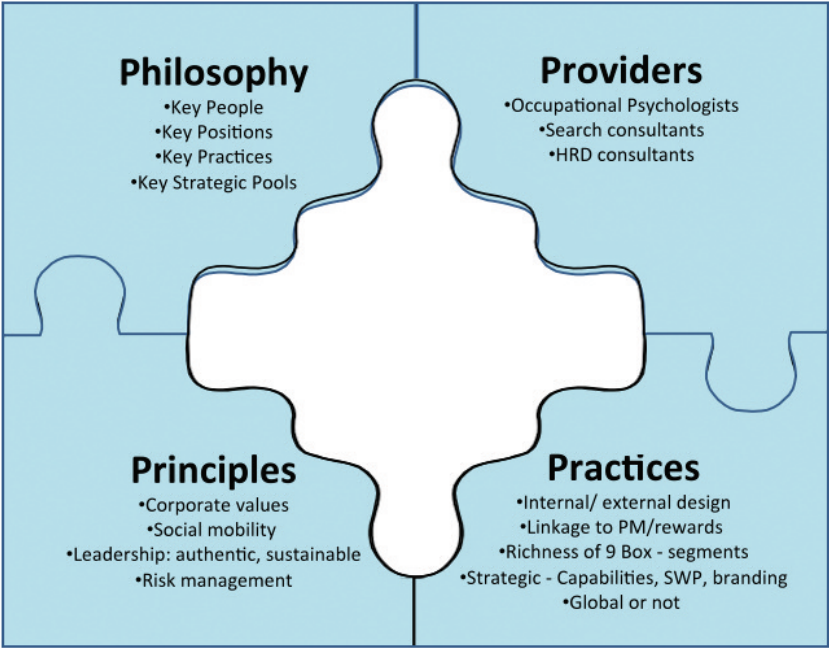 Philosophy
•Key People
•Key Positions
•Key Practices
•Key Strategic Pools
Providers
•Occupational Psychologists
•Search consultants
•HRD consultants
Principles
•Corporate values
•Social mobility
•Leadership: authentic, sustainable
•Risk management
Practices
•Internal/ external design
•Linkage to PM/rewards
•Richness of 9 Box - segments
•Strategic - Capabilities, SWP, branding
•Global or not